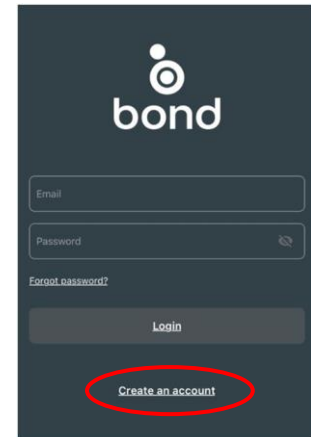 bond
Email
Password
Forgot password?
Login
Create an account